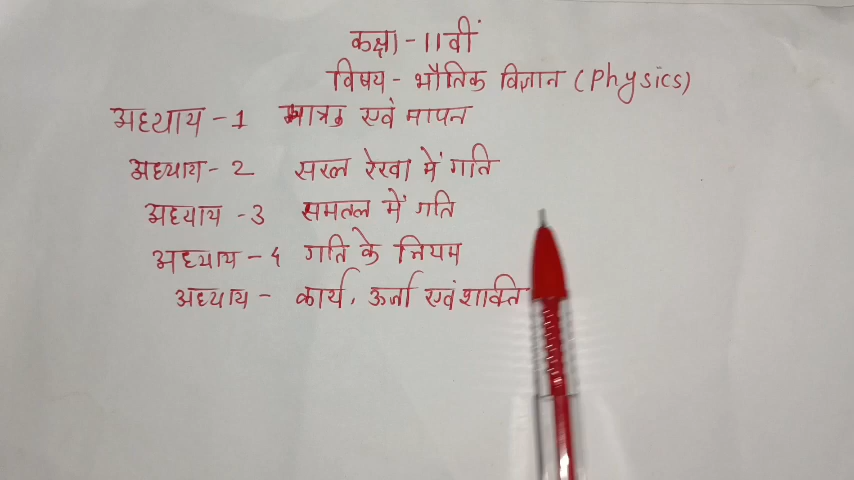 कक्षा - 11वीं
विषय - भौतिक विज्ञान (Physics)
अध्याय - 1 मात्रक एवं मापन
अध्याय - 2 सरल रेखा में गति
अध्याय - 3 समतल में गति
अध्याय - 4 गति के नियम
अध्याय - कार्य, ऊर्जा एवं शक्ति